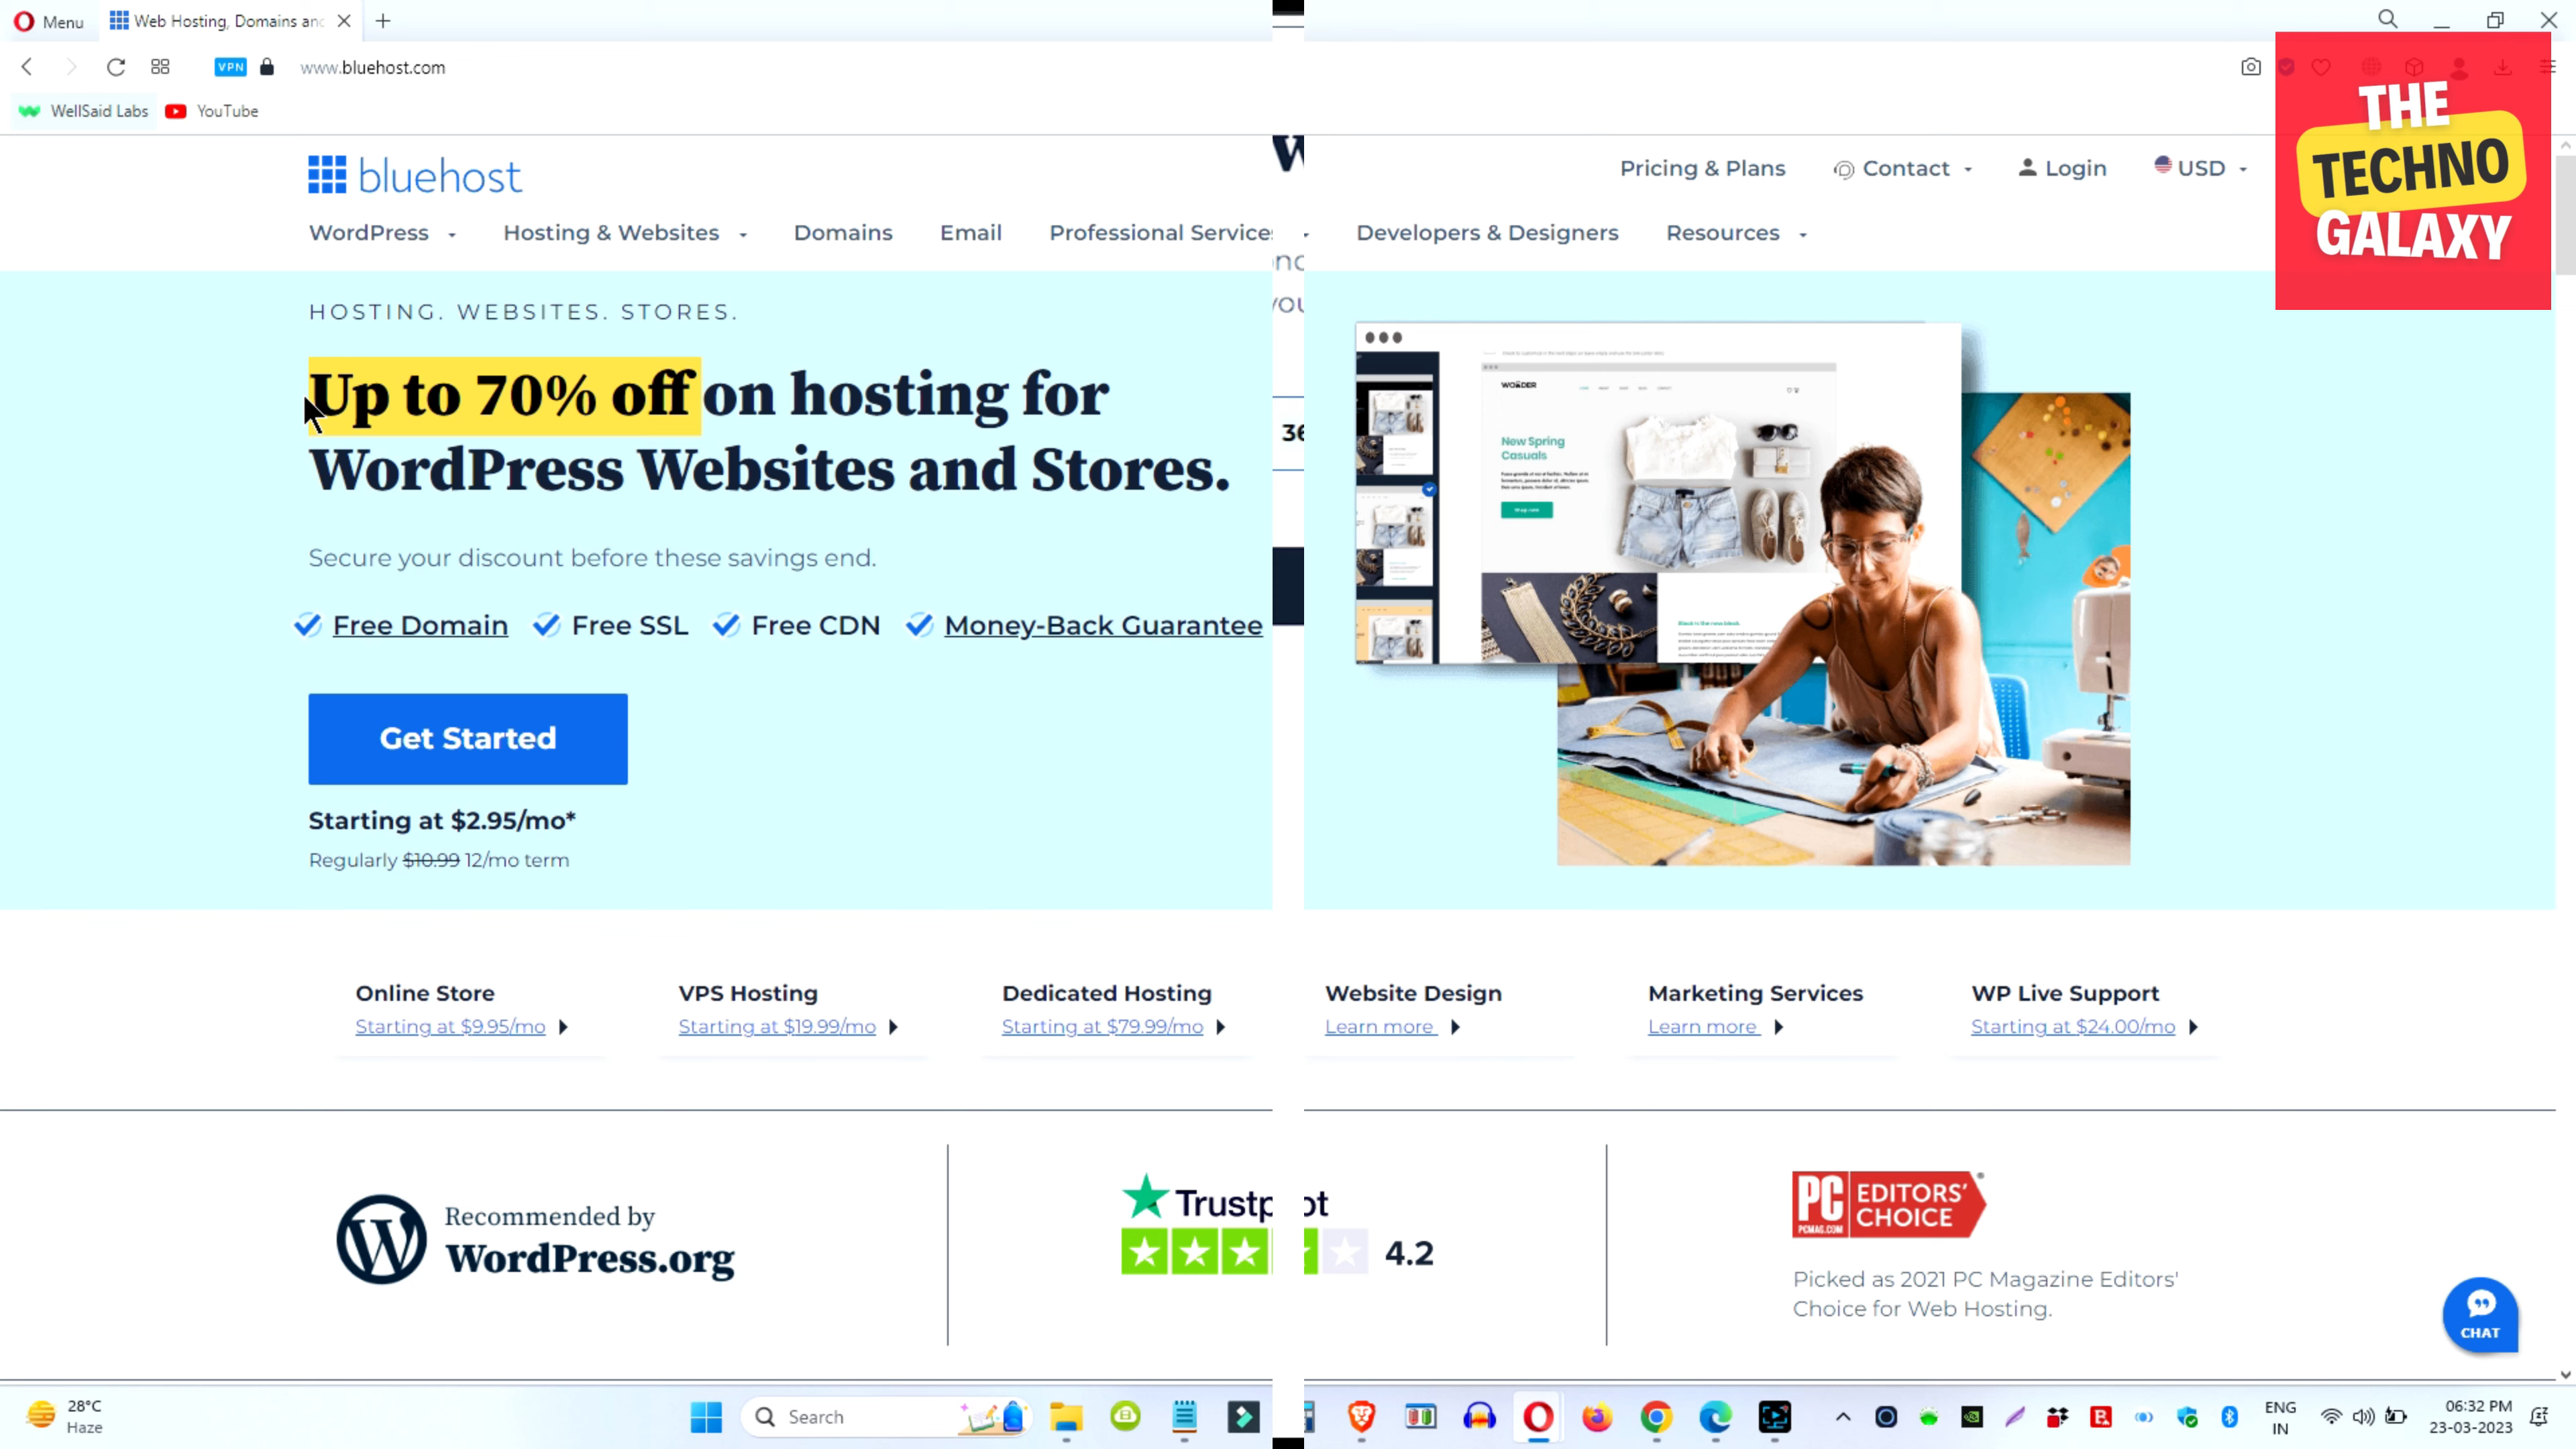 Menu
Web Hosting, Domains and
VPN
www.bluehost.com
WellSaid Labs
YouTube
THE
TECHNO
GALAXY
bluehost
Pricing & Plans
Contact
Login
USD
WordPress
Hosting & Websites
Domains
Email
Professional Service
Developers & Designers
Resources
HOSTING. WEBSITES. STORES.
Up to 70% off on hosting for
WordPress Websites and Stores.
Secure your discount before these savings end.
Free Domain
Free SSL
Free CDN
Money-Back Guarantee
Get Started
Starting at $2.95/mo*
Regularly $10.99 12/mo term
36
WONDER
New Spring
Casuals
Online Store
Starting at $9.95/mo
VPS Hosting
Starting at $19.99/mo
Dedicated Hosting
Starting at $79.99/mo
Website Design
Learn more
Marketing Services
Learn more
WP Live Support
Starting at $24.00/mo
Recommended by
WordPress.org
Trustp ot
4.2
PC
PCMAG.COM
EDITORS'
CHOICE
Picked as 2021 PC Magazine Editors'
Choice for Web Hosting.
CHAT
28°C
Haze
Search
ENG
IN
06:32 PM
23-03-2023